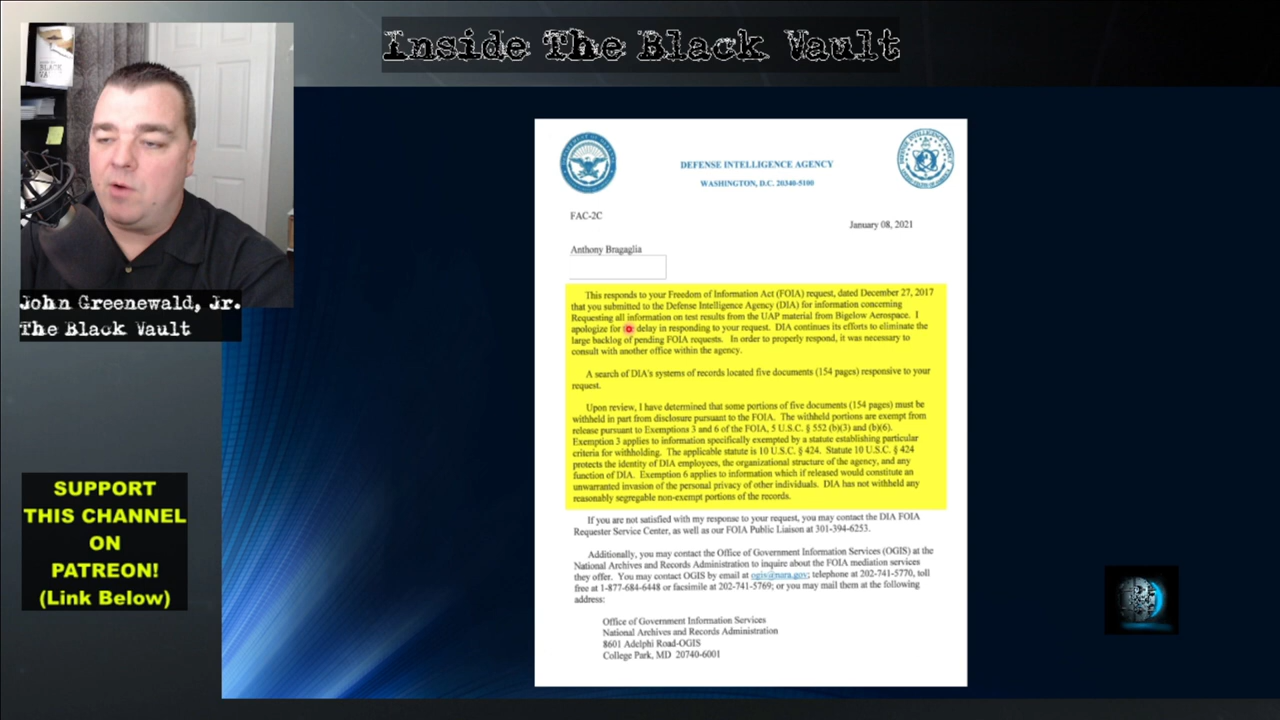 Inside The Black Vault
BLACK
DEFENSE INTELLIGENCE AGENCY
WASHINGTON, D.C. 20340-5100
FAC-2C
January 08, 2021
Anthony Bragaglia
This responds to your Freedom of Information Act (FOIA) request, dated December 27, 2017
that you submitted to the Defense Intelligence Agency (DIA) for information concerning
Requesting all information on test results from the UAP material from Bigelow Aerospace. I
apologize for delay in responding to your request. DIA continues its efforts to eliminate the
large backlog of pending FOIA requests. In order to properly respond, it was necessary to
consult with another office within the agency.
A search of DIA's systems of records located five documents (154 pages) responsive to your
request.
Upon review, I have determined that some portions of five documents (154 pages) must be
withheld in part from disclosure pursuant to the FOIA. The withheld portions are exempt from
release pursuant to Exemptions 3 and 6 of the FOIA, 5 U.S.C. § 552 (b)(3) and (b)(6).
Exemption 3 applies to information specifically exempted by a statute establishing particular
criteria for withholding. The applicable statute is 10 U.S.C. § 424. Statute 10 U.S.C. § 424
protects the identity of DIA employees, the organizational structure of the agency, and any
function of DIA. Exemption 6 applies to information which if released would constitute an
unwarranted invasion of the personal privacy of other individuals. DIA has not withheld any
reasonably segregable non-exempt portions of the records.
If you are not satisfied with my response to your request, you may contact the DIA FOIA
Requester Service Center, as well as our FOIA Public Liaison at 301-394-6253.
Additionally, you may contact the Office of Government Information Services (OGIS) at the
National Archives and Records Administration to inquire about the FOIA mediation services
they offer. You may contact OGIS by email at ogis@nara.gov; telephone at 202-741-5770, toll
free at 1-877-684-6448 or facsimile at 202-741-5769; or you may mail them at the following
address:
Office of Government Information Services
National Archives and Records Administration
8601 Adelphi Road-OGIS
College Park, MD 20740-6001
John Greenewald, Jr.
The Black Vault
SUPPORT
THIS CHANNEL
ON
PATREON!
(Link Below)